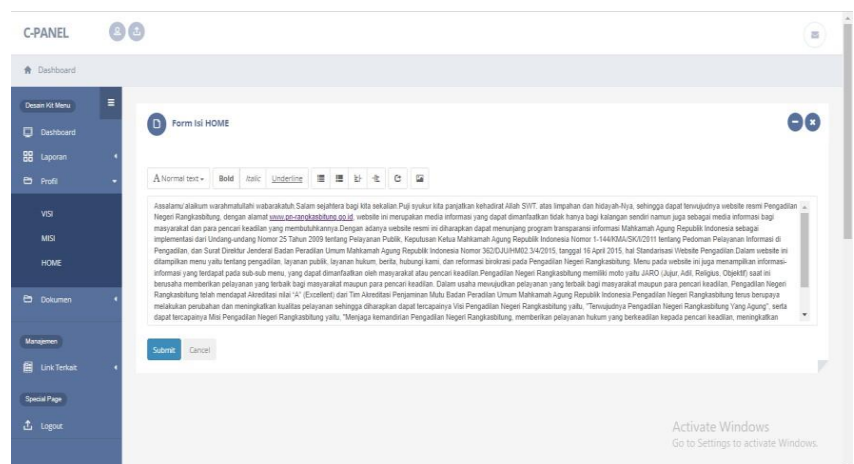 C-PANEL
Dashboard
Desain Kit Menu
Dashboard
Laporan
Profil
VISI
MISI
HOME
Dokumen
Manajemen
Link Terkait
Special Page
Logout
Form Isi HOME
A Normal text
Bold Italic Underline
Assalamu'alaikum warahmatullahi wabarakatuh,Salam sejahtera bagi kita sekalian.Puji syukur kita panjatkan kehadirat Allah SWT. atas limpahan dan hidayah-Nya, sehingga dapat terwujudnya website resmi Pengadilan
Negeri Rangkasbitung, dengan alamat www.pn-rangkasbitung.go.id, website ini merupakan media informasi yang dapat dimanfaatkan tidak hanya bagi kalangan sendiri namun juga sebagai media informasi bagi
masyarakat dan para pencari keadilan yang membutuhkannya.Dengan adanya website resmi ini diharapkan dapat menunjang program transparansi informasi Mahkamah Agung Republik Indonesia sebagai
implementasi dari Undang-undang Nomor 25 Tahun 2009 tentang Pelayanan Publik, Keputusan Ketua Mahkamah Agung Republik Indonesia Nomor 1-144/KMA/SK/I/2011 tentang Pedoman Pelayanan Informasi di
Pengadilan, dan Surat Direktur Jenderal Badan Peradilan Umum Mahkamah Agung Republik Indonesia Nomor 362/DJU/HM02.3/4/2015, tanggal 16 April 2015, hal Standarisasi Website Pengadilan.Dalam website ini
ditampilkan menu yaitu tentang pengadilan, layanan publik, layanan hukum, berita, hubungi kami, dan reformasi birokrasi pada Pengadilan Negeri Rangkasbitung. Menu pada website ini juga menampilkan informasi-
informasi yang terdapat pada sub-sub menu, yang dapat dimanfaatkan oleh masyarakat atau pencari keadilan.Pengadilan Negeri Rangkasbitung memiliki moto yaitu JARO (Jujur, Adil, Religius, Objektif) saat ini
berusaha memberikan pelayanan yang terbaik bagi masyarakat maupun para pencari keadilan. Dalam usaha mewujudkan pelayanan yang terbaik bagi masyarakat maupun para pencari keadilan, Pengadilan Negeri
Rangkasbitung telah mendapat Akreditasi nilai "A" (Excellent) dari Tim Akreditasi Penjaminan Mutu Badan Peradilan Umum Mahkamah Agung Republik Indonesia.Pengadilan Negeri Rangkasbitung terus berupaya
melakukan perubahan dan meningkatkan kualitas pelayanan sehingga diharapkan dapat tercapainya Visi Pengadilan Negeri Rangkasbitung yaitu, "Terwujudnya Pengadilan Negeri Rangkasbitung Yang Agung", serta
dapat tercapainya Misi Pengadilan Negeri Rangkasbitung yaitu, "Menjaga kemandirian Pengadilan Negeri Rangkasbitung, memberikan pelayanan hukum yang berkeadilan kepada pencari keadilan, meningkatkan
Submit Cancel
Activate Windows
Go to Settings to activate Windows.